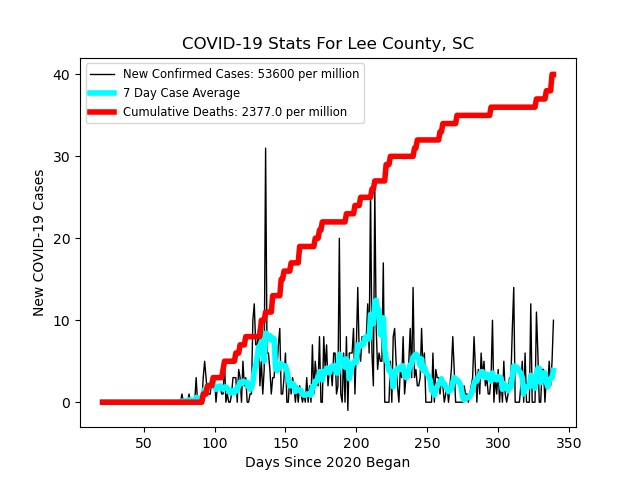 COVID-19 Stats For Lee County, SC
New Confirmed Cases: 53600 per million
7 Day Case Average
Cumulative Deaths: 2377.0 per million
New COVID-19 Cases
40
30
20
10
0
50 100 150 200 250 300 350
Days Since 2020 Began